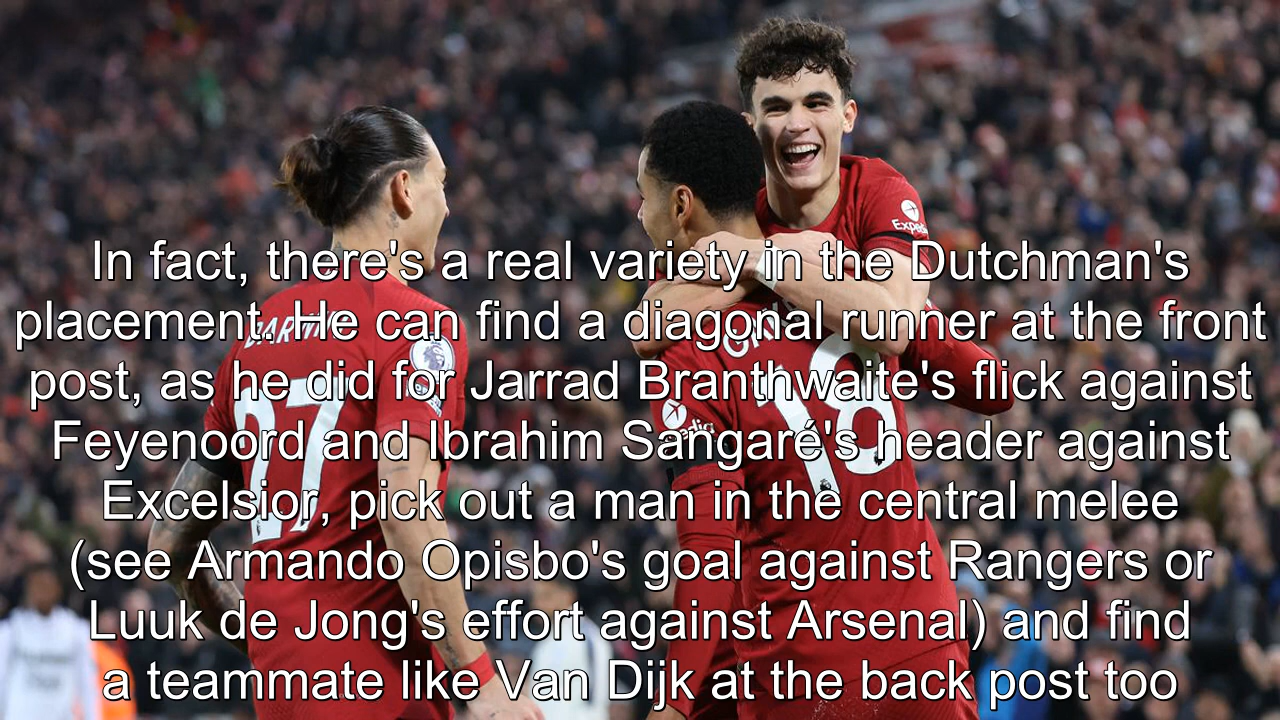 In fact, there's a real variety in the Dutchman's
placement. He can find a diagonal runner at the front
post, as he did for Jarrad Branthwaite's flick against
Feyenoord and Ibrahim Sangaré's header against
Excelsior, pick out a man in the central melee
(see Armando Opisbo's goal against Rangers or
Luuk de Jong's effort against Arsenal) and find
a teammate like Van Dijk at the back post too
DARWIN
27
18